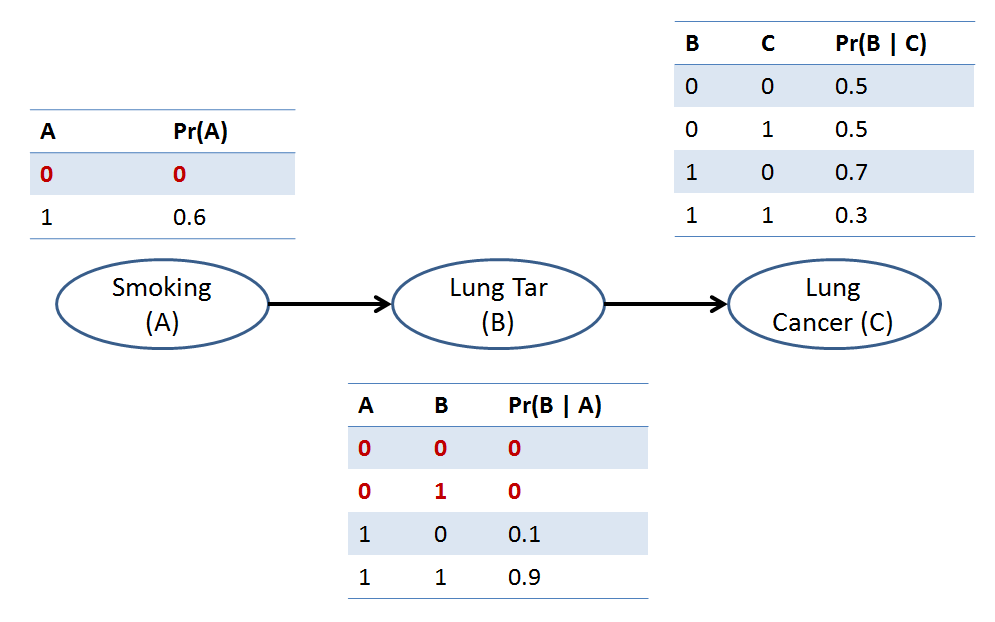 A Pr(A)
0 0
1 0.6
B C Pr(B | C)
0 0 0.5
0 1 0.5
1 0 0.7
1 1 0.3
Smoking
(A)
Lung Tar
(B)
Lung
Cancer (C)
A B Pr(B | A)
0 0 0
0 1 0
1 0 0.1
1 1 0.9